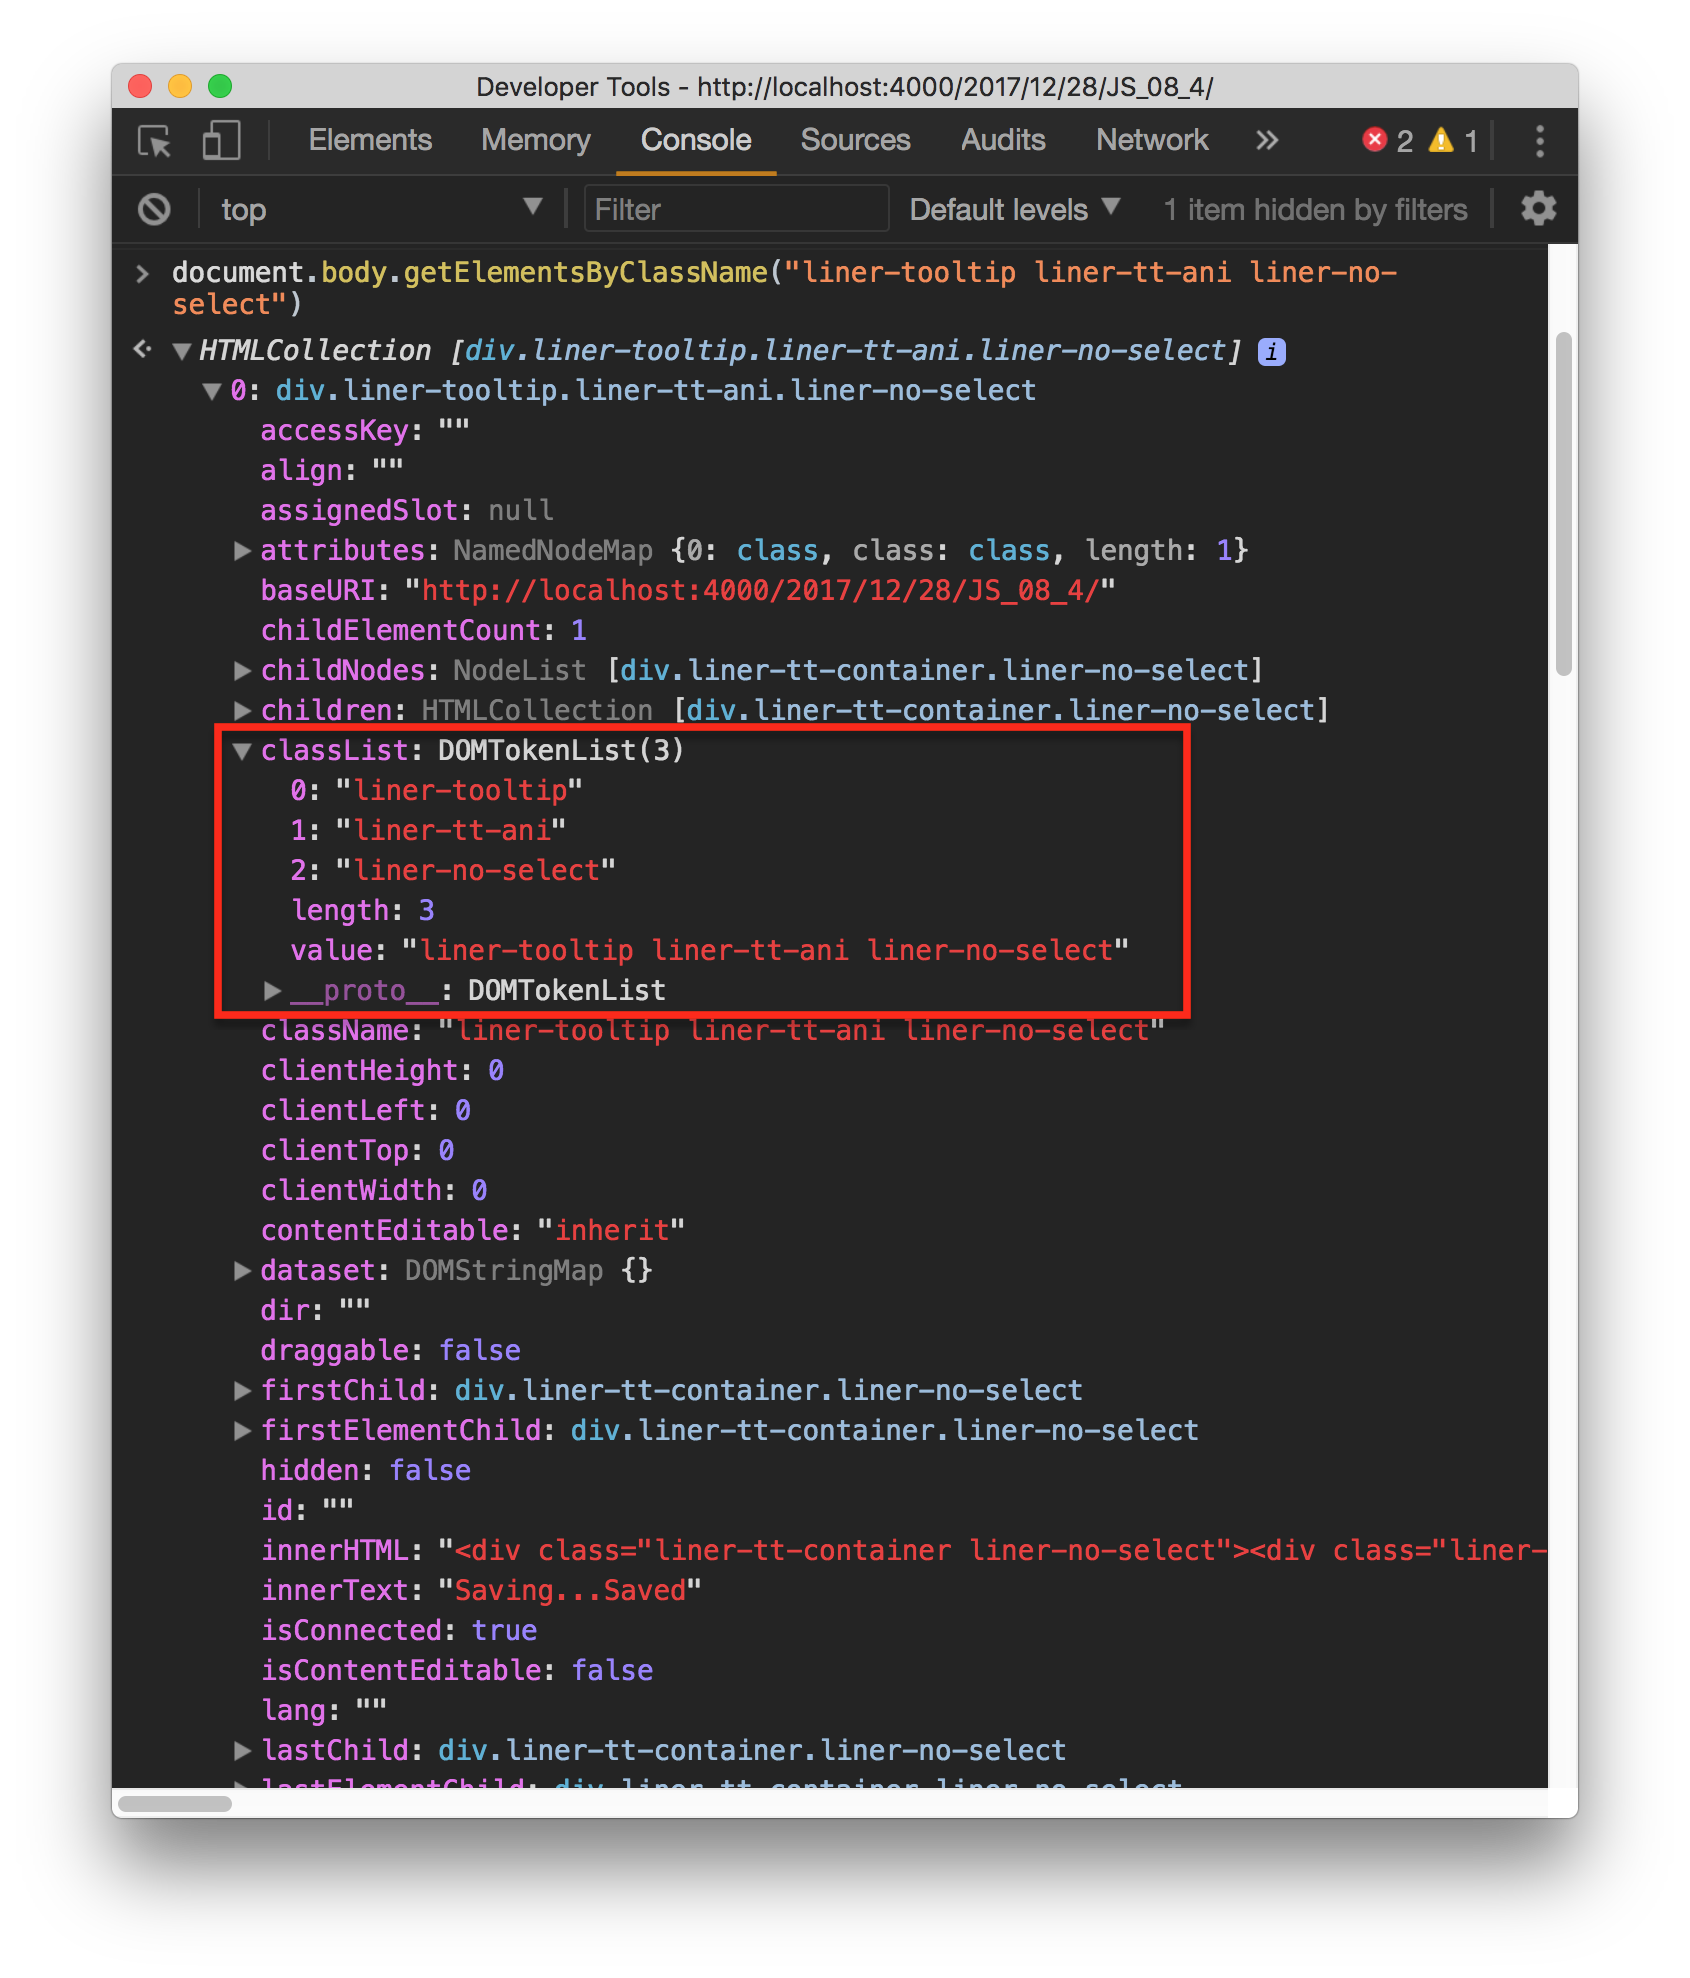 Developer Tools - http://localhost:4000/2017/12/28/JS_08_4/
Elements Memory Console Sources Audits Network » 2 1
top Filter Default levels 1 item hidden by filters
document.body.getElementsByClassName("liner-tooltip liner-tt-ani liner-no-
select")
HTMLCollection [div.liner-tooltip.liner-tt-ani.liner-no-select] i
0: div.liner-tooltip.liner-tt-ani.liner-no-select
accessKey: ""
align: ""
assignedSlot: null
attributes: NamedNodeMap {0: class, class: class, length: 1}
baseURI: "http://localhost:4000/2017/12/28/JS_08_4/"
childElementCount: 1
childNodes: NodeList [div.liner-tt-container.liner-no-select]
children: HTMLCollection [div.liner-tt-container.liner-no-select]
classList: DOMTokenList(3)
0: "liner-tooltip"
1: "liner-tt-ani"
2: "liner-no-select"
length: 3
value: "liner-tooltip liner-tt-ani liner-no-select"
__proto__: DOMTokenList
className: "liner-tooltip liner-tt-ani liner-no-select"
clientHeight: 0
clientLeft: 0
clientTop: 0
clientWidth: 0
contentEditable: "inherit"
dataset: DOMStringMap {}
dir: ""
draggable: false
firstChild: div.liner-tt-container.liner-no-select
firstElementChild: div.liner-tt-container.liner-no-select
hidden: false
id: ""
innerHTML: "<div class="liner-tt-container liner-no-select"><div class="liner-
innerText: "Saving...Saved"
isConnected: true
isContentEditable: false
lang: ""
lastChild: div.liner-tt-container.liner-no-select
lastElementChild: div.liner-tt-container.liner-no-select